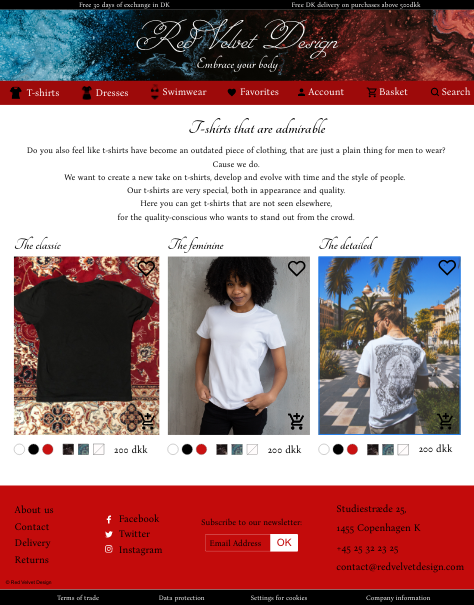 Free 30 days of exchange in DK
Free DK delivery on purchases above 500dkk
Red Velvet Design
Embrace your body
T-shirts
Dresses
Swimwear
Favorites
Account
Basket
Search
T-shirts that are admirable
Do you also feel like t-shirts have become an outdated piece of clothing, that are just a plain thing for men to wear?
Cause we do.
We want to create a new take on t-shirts, develop and evolve with time and the style of people.
Our t-shirts are very special, both in appearance and quality.
Here you can get t-shirts that are not seen elsewhere,
for the quality-conscious who wants to stand out from the crowd.
The classic
The feminine
The detailed
200 dkk
200 dkk
200 dkk
About us
Contact
Delivery
Returns
Facebook
Twitter
Instagram
Subscribe to our newsletter:
Email Address
OK
Studiestræde 25,
1455 Copenhagen K
+45 25 32 23 25
contact@redvelvetdesign.com
© Red Velvet Design
Terms of trade
Data protection
Settings for cookies
Company information